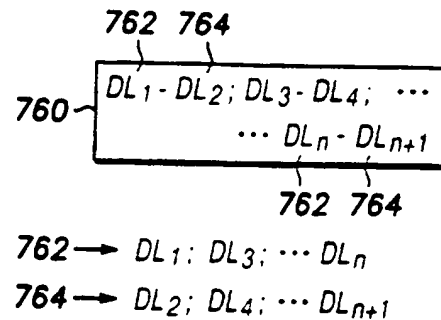 762 764
760 DL₁ - DL₂; DL₃ - DL₄; ···
··· DLₙ - DLₙ₊₁
762 764
762 → DL₁; DL₃; ··· DLₙ
764 → DL₂; DL₄; ··· DLₙ₊₁